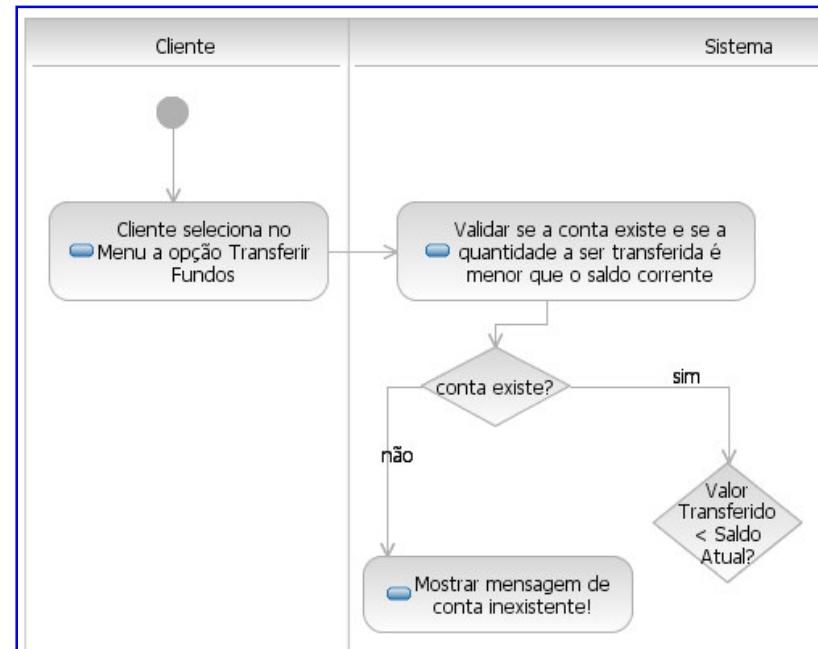 Cliente
Sistema
Cliente seleciona no
Menu a opção Transferir
Fundos
Validar se a conta existe e se a
quantidade a ser transferida é
menor que o saldo corrente
conta existe?
sim
não
Valor
Transferido
< Saldo
Atual?
Mostrar mensagem de
conta inexistente!